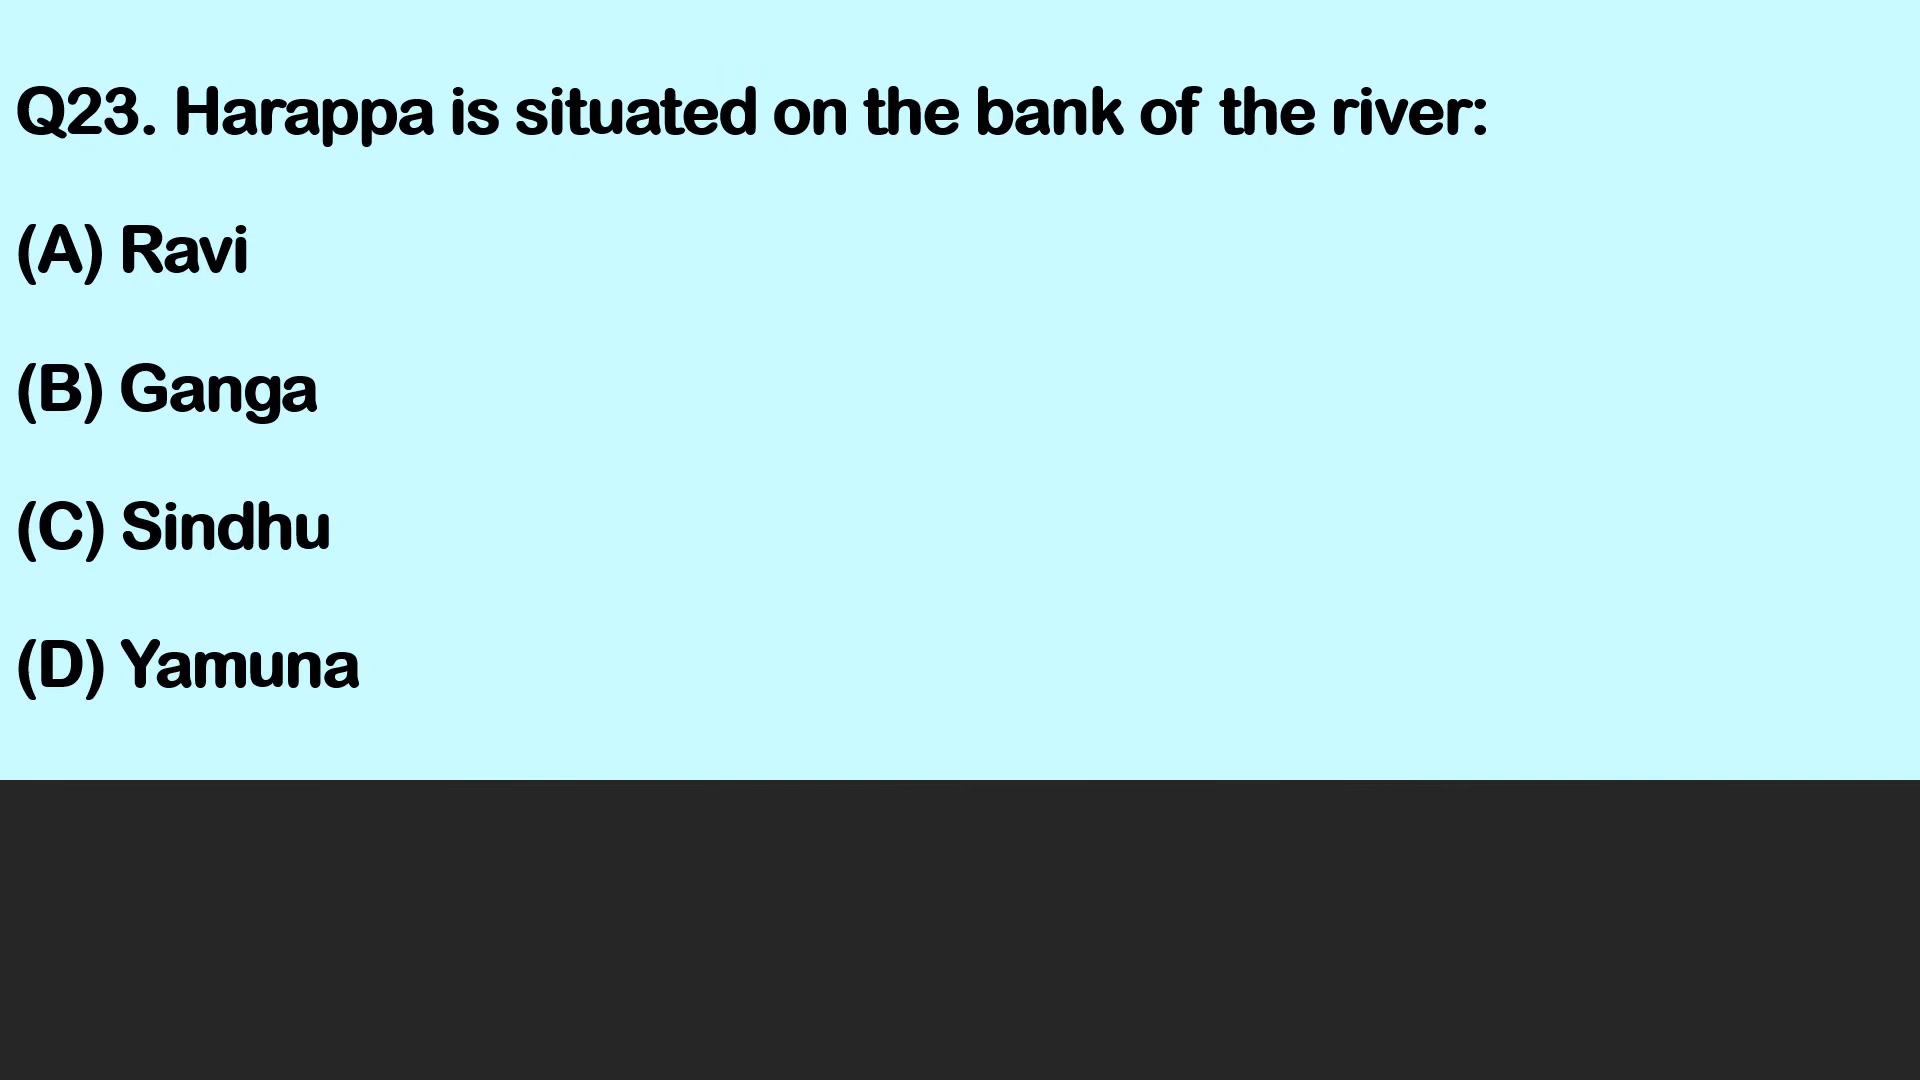 Q23. Harappa is situated on the bank of the river:
(A) Ravi
(B) Ganga
(C) Sindhu
(D) Yamuna